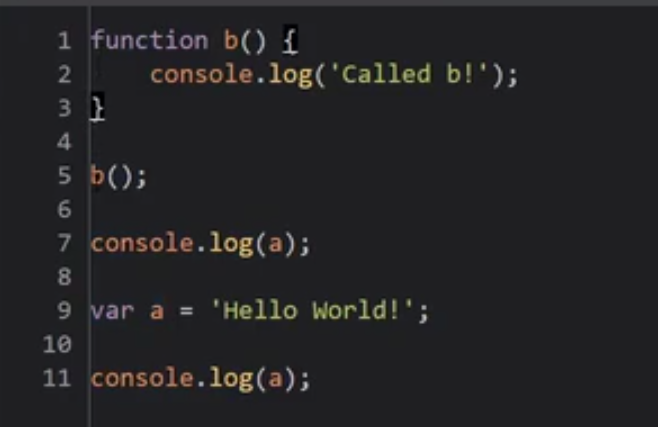 1 function b() {
2     console.log('Called b!');
3 }
4
5 b();
6
7 console.log(a);
8
9 var a = 'Hello World!';
10
11 console.log(a);